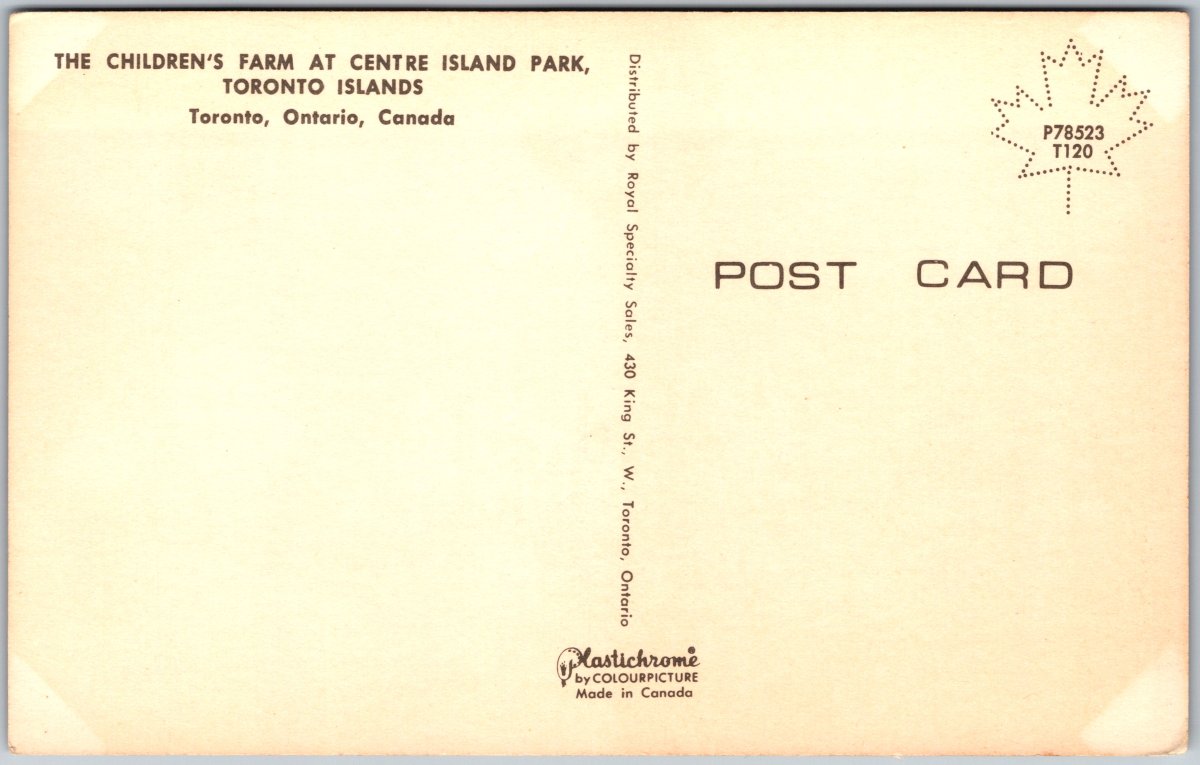 THE CHILDREN'S FARM AT CENTRE ISLAND PARK,
TORONTO ISLANDS
Toronto, Ontario, Canada
Distributed by Royal Specialty Sales, 430 King St., W., Toronto, Ontario
Plastichrome®
by COLOURPICTURE
Made in Canada
P78523
T120
POST CARD